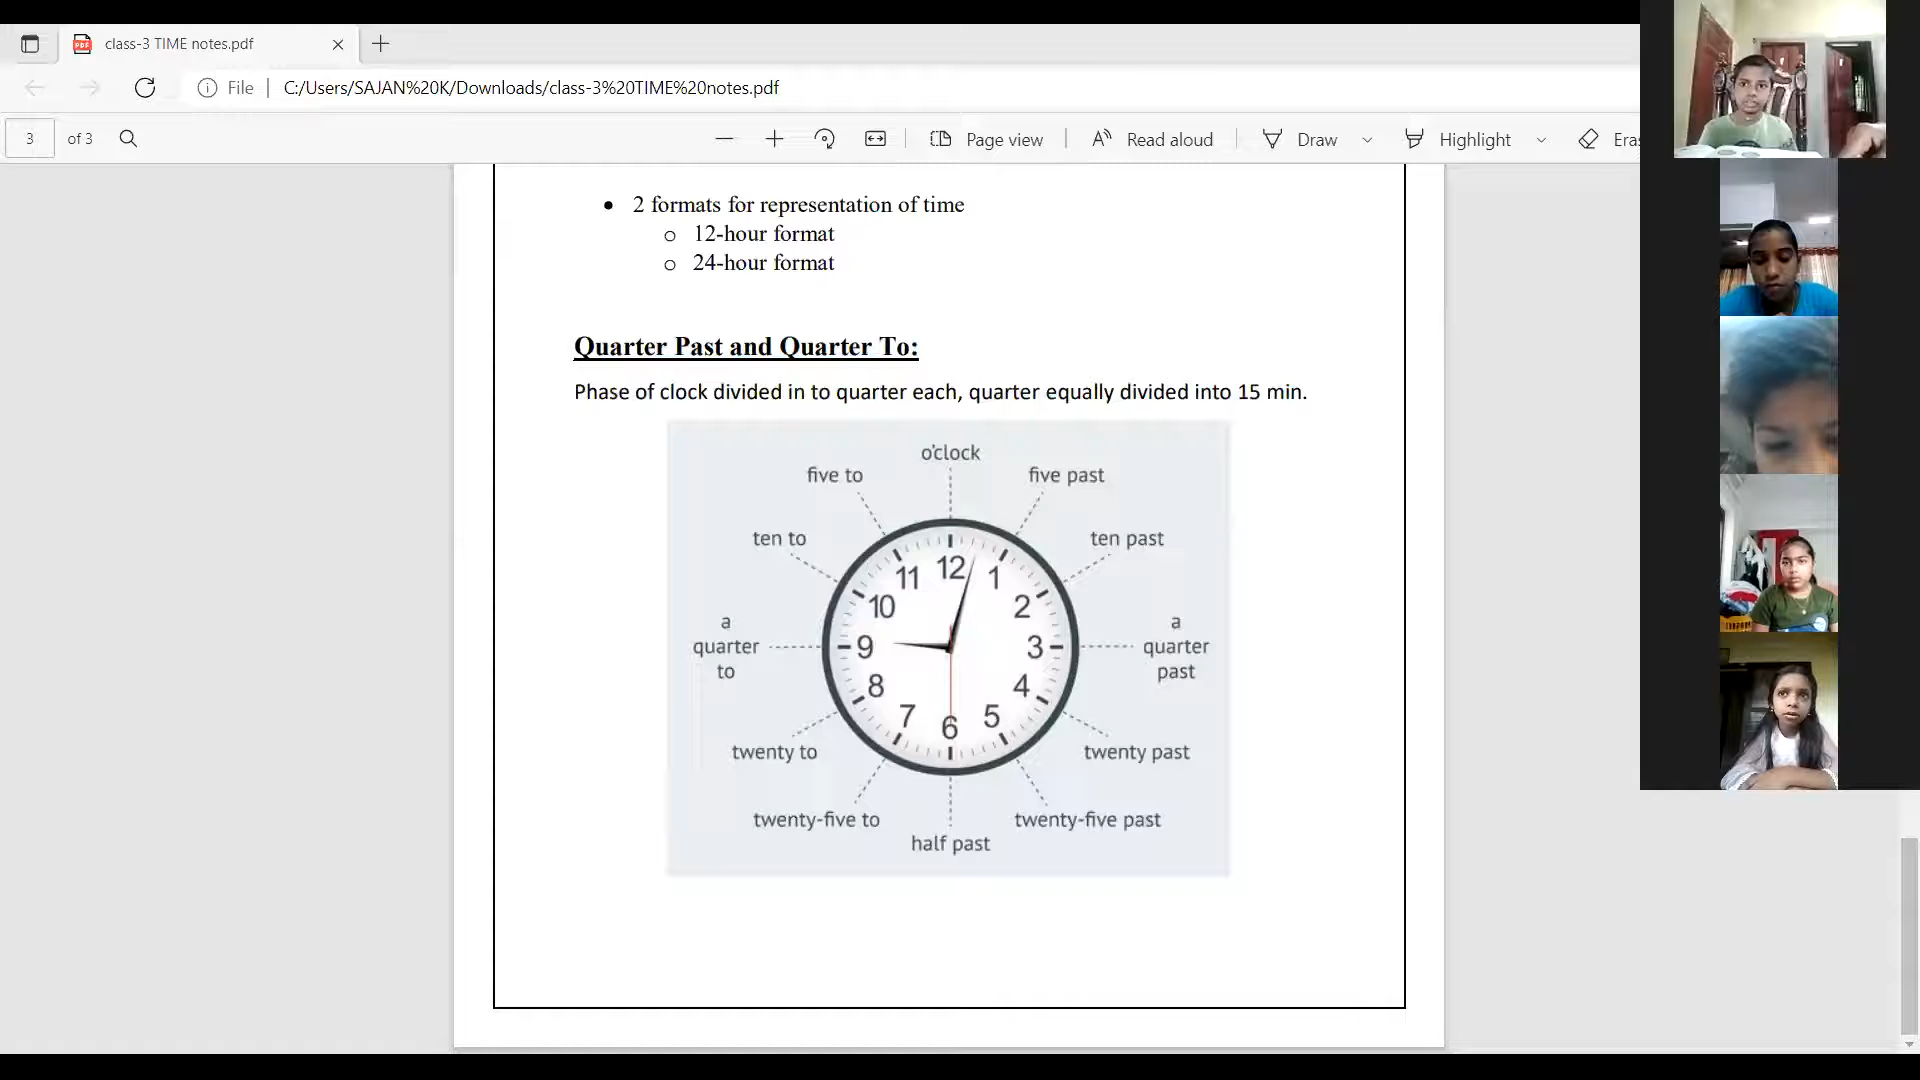 class-3 TIME notes.pdf
File
C:/Users/SAJAN%20K/Downloads/class-3%20TIME%20notes.pdf
3 of 3
Page view
Read aloud
Draw
Highlight
Eras
• 2 formats for representation of time
o 12-hour format
o 24-hour format
Quarter Past and Quarter To:
Phase of clock divided in to quarter each, quarter equally divided into 15 min.
o'clock
five to
five past
ten to
ten past
12
11
1
10
2
a
quarter
to
9
3
a
quarter
past
8
4
7
5
6
twenty to
twenty past
twenty-five to
twenty-five past
half past